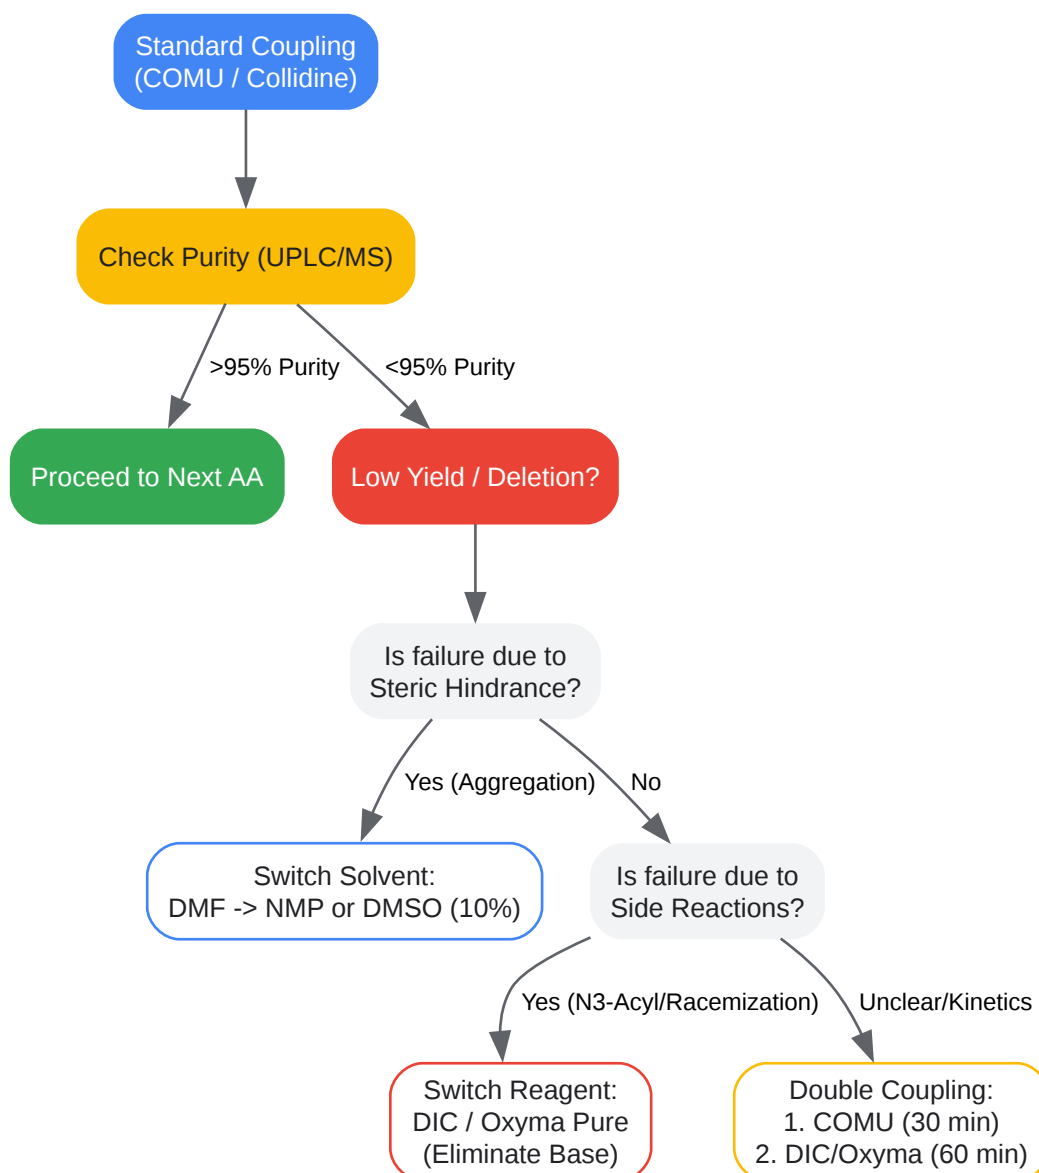 Standard Coupling
(COMU / Collidine)
Check Purity (UPLC/MS)
>95% Purity
<95% Purity
Proceed to Next AA
Low Yield / Deletion?
Is failure due to
Steric Hindrance?
Yes (Aggregation)
No
Switch Solvent:
DMF -> NMP or DMSO (10%)
Is failure due to
Side Reactions?
Yes (N3-Acyl/Racemization)
Unclear/Kinetics
Switch Reagent:
DIC / Oxyma Pure
(Eliminate Base)
Double Coupling:
1. COMU (30 min)
2. DIC/Oxyma (60 min)